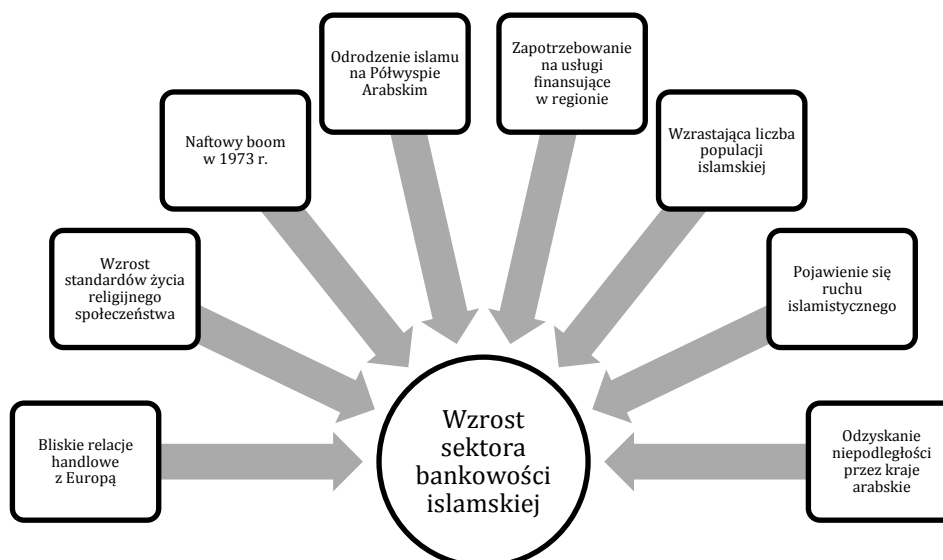 Odrodzenie islamu
na Półwyspie
Arabskim
Zapotrzebowanie
na usługi
finansujące
w regionie
Naftowy boom
w 1973 r.
Wzrastająca liczba
populacji
islamskiej
Wzrost
standardów życia
religijnego
społeczeństwa
Pojawienie się
ruchu
islamistycznego
Bliskie relacje
handlowe
z Europą
Wzrost
sektora
bankowości
islamskiej
Odzyskanie
niepodległości
przez kraje
arabskie